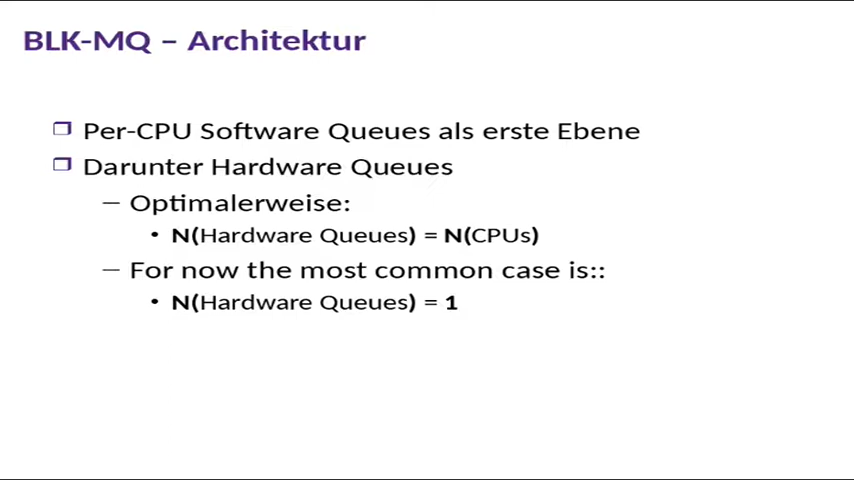 BLK-MQ – Architektur
❐ Per-CPU Software Queues als erste Ebene
❐ Darunter Hardware Queues
– Optimalerweise:
• N(Hardware Queues) = N(CPUs)
– For now the most common case is::
• N(Hardware Queues) = 1